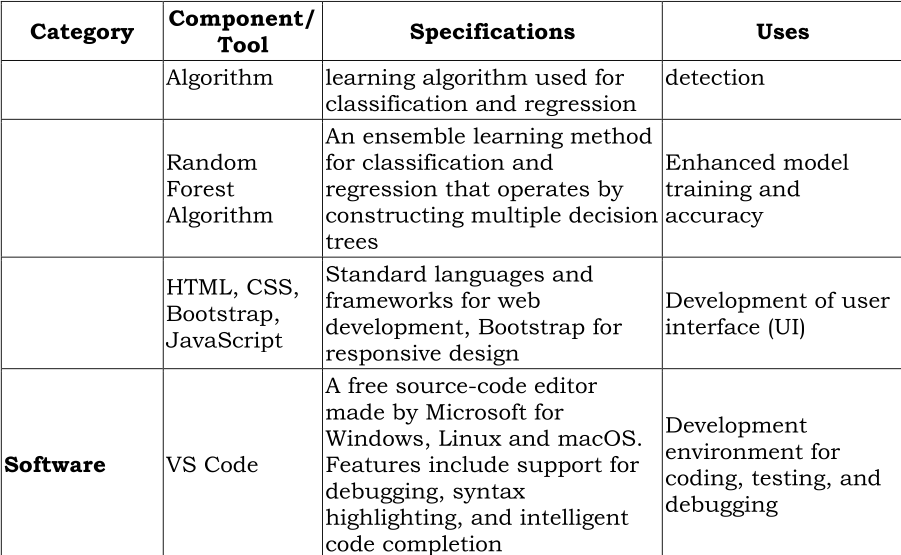 Category Component/ Tool Specifications Uses
Algorithm learning algorithm used for detection
classification and regression
Random
Forest
Algorithm
An ensemble learning method
for classification and
regression that operates by
constructing multiple decision
trees
Enhanced model
training and
accuracy
HTML, CSS,
Bootstrap,
JavaScript
Standard languages and
frameworks for web
development, Bootstrap for
responsive design
Development of user
interface (UI)
Software
VS Code
A free source-code editor
made by Microsoft for
Windows, Linux and macOS.
Features include support for
debugging, syntax
highlighting, and intelligent
code completion
Development
environment for
coding, testing, and
debugging